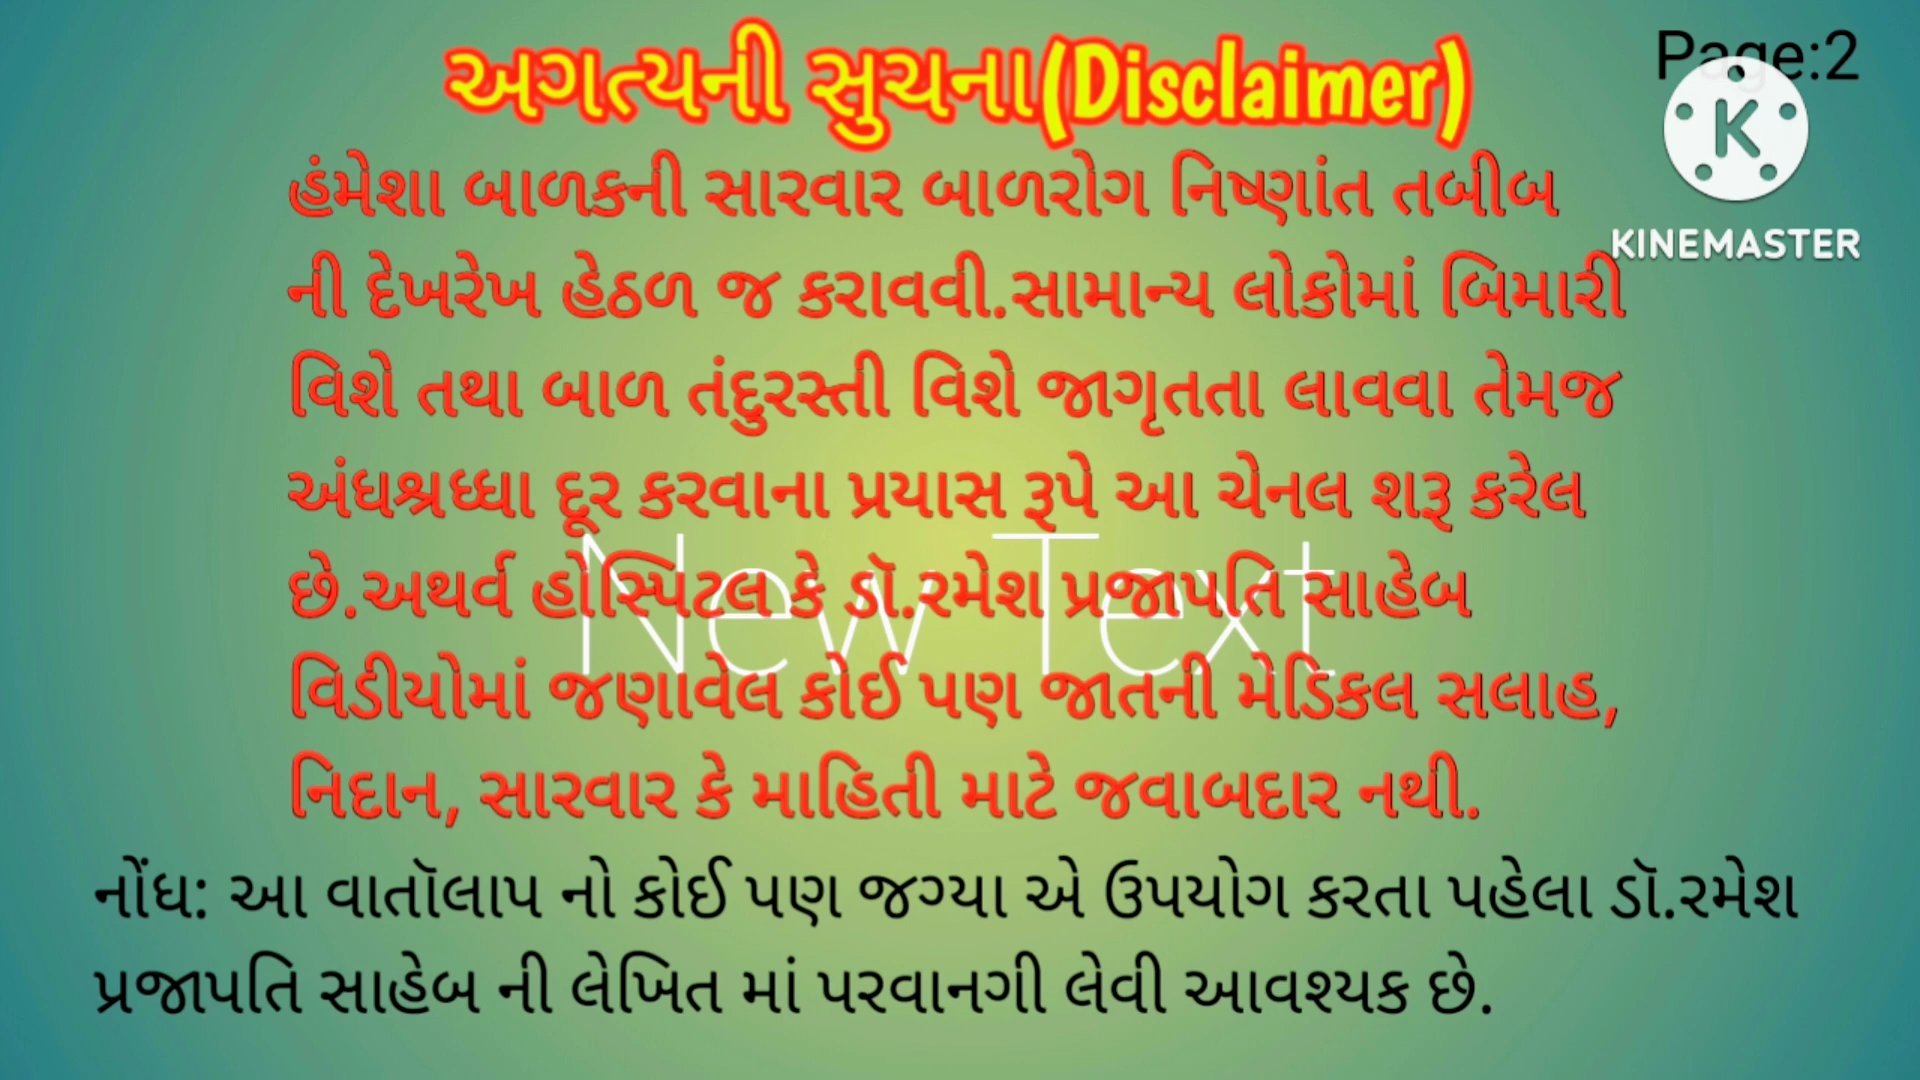 અગત્યની સુચના(Disclaimer)
Page:2
K
KINEMASTER
હંમેશા બાળકની સારવાર બાળરોગ નિષ્ણાંત તબીબ
ની દેખરેખ હેઠળ જ કરાવવી.સામાન્ય લોકોમાં બિમારી
વિશે તથા બાળ તંદુરસ્તી વિશે જાગૃતતા લાવવા તેમજ
અંધશ્રધ્ધા દૂર કરવાના પ્રયાસ રૂપે આ ચેનલ શરૂ કરેલ
છે.અથર્વ હોસ્પિટલ કે ડૉ.રમેશ પ્રજાપતિ સાહેબ
New Text
વિડીયોમાં જણાવેલ કોઈ પણ જાતની મેડિકલ સલાહ,
નિદાન, સારવાર કે માહિતી માટે જવાબદાર નથી.
નોંધ: આ વાતૉલાપ નો કોઈ પણ જગ્યા એ ઉપયોગ કરતા પહેલા ડૉ.રમેશ
પ્રજાપતિ સાહેબ ની લેખિત માં પરવાનગી લેવી આવશ્યક છે.